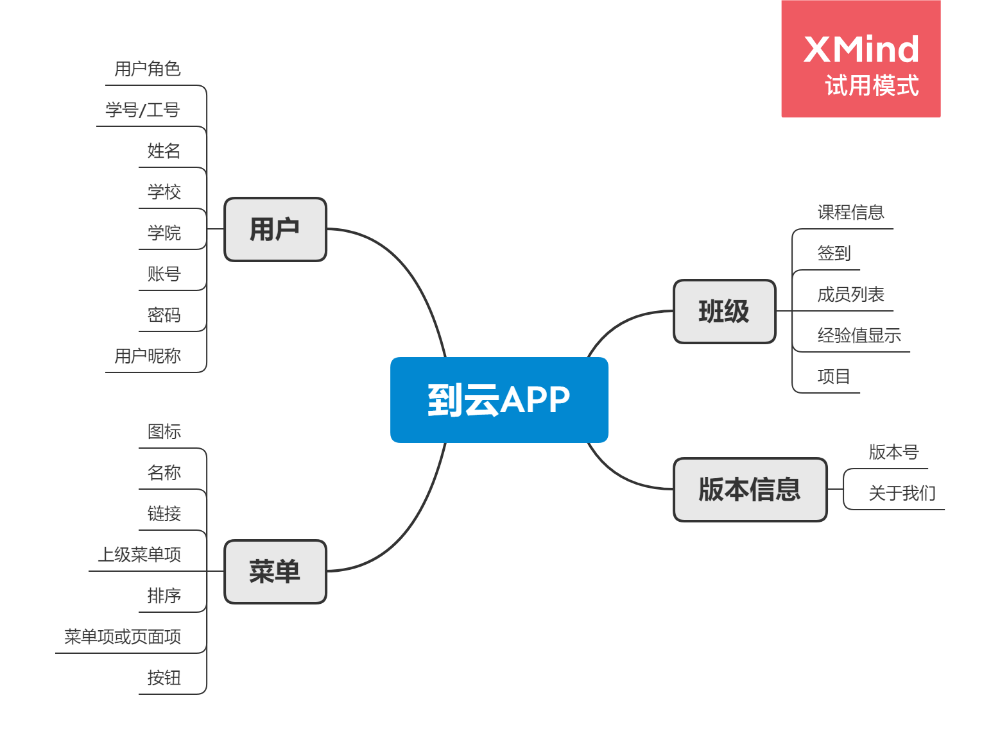 XMind
试用模式
到云APP
用户
用户角色
学号/工号
姓名
学校
学院
账号
密码
用户昵称
菜单
图标
名称
链接
上级菜单项
排序
菜单项或页面项
按钮
班级
课程信息
签到
成员列表
经验值显示
项目
版本信息
版本号
关于我们